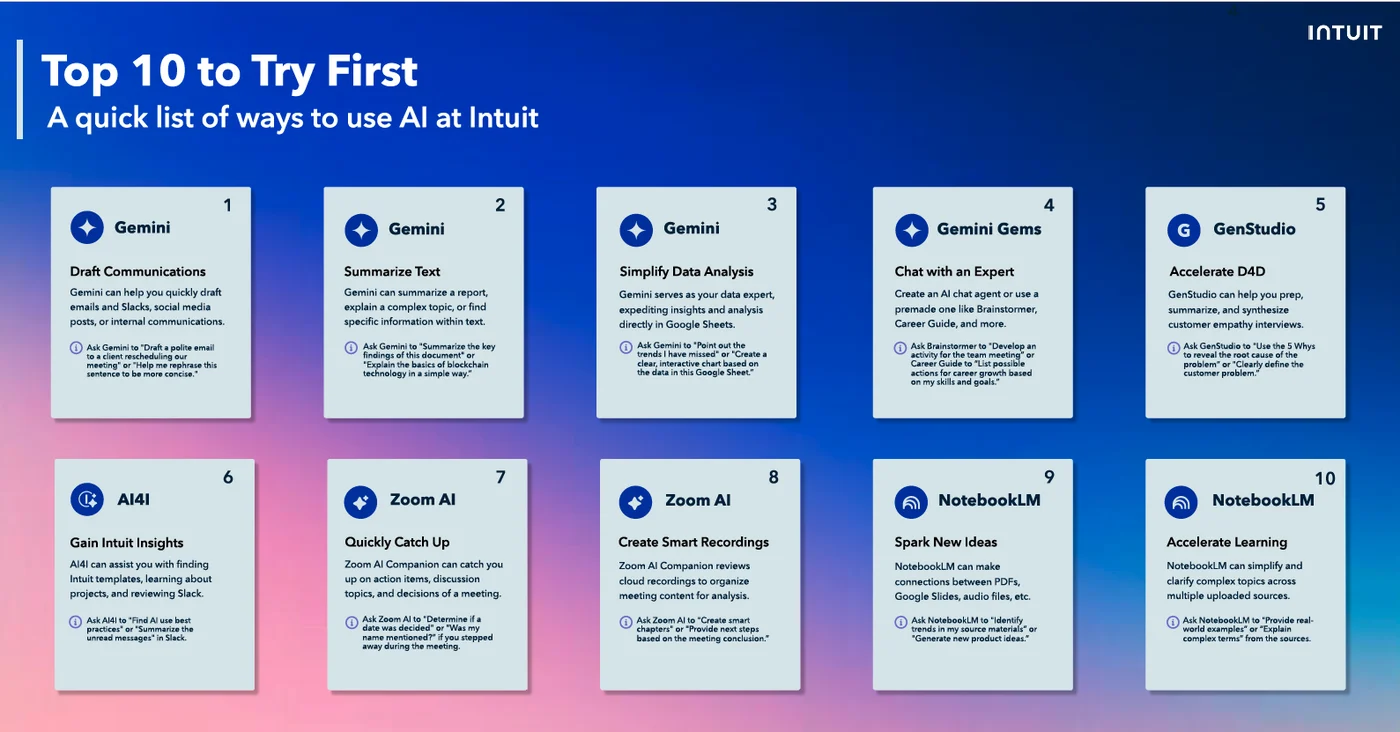 INTUIT
Top 10 to Try First
A quick list of ways to use AI at Intuit
1
Gemini
Draft Communications
Gemini can help you quickly draft
emails and Slacks, social media
posts, or internal communications.
Ask Gemini to "Draft a polite email
to a client rescheduling our
meeting" or "Help me rephrase this
sentence to be more concise."
2
Gemini
Summarize Text
Gemini can summarize a report,
explain a complex topic, or find
specific information within text.
Ask Gemini to "Summarize the key
findings of this document" or
"Explain the basics of blockchain
technology in a simple way."
3
Gemini
Simplify Data Analysis
Gemini serves as your data expert,
expediting insights and analysis
directly in Google Sheets.
Ask Gemini to "Point out the
trends I have missed" or "Create a
clear, interactive chart based on
the data in this Google Sheet."
4
Gemini Gems
Chat with an Expert
Create an AI chat agent or use a
premade one like Brainstormer,
Career Guide, and more.
Ask Brainstormer to "Develop an
activity for the team meeting" or
Career Guide to "List possible
actions for career growth based
on my skills and goals."
5
G
GenStudio
Accelerate D4D
GenStudio can help you prep,
summarize, and synthesize
customer empathy interviews.
Ask GenStudio to "Use the 5 Whys
to reveal the root cause of the
problem" or "Clearly define the
customer problem."
6
AI4I
Gain Intuit Insights
AI4I can assist you with finding
Intuit templates, learning about
projects, and reviewing Slack.
Ask AI4I to "Find AI use best
practices" or "Summarize the
unread messages" in Slack.
7
Zoom AI
Quickly Catch Up
Zoom AI Companion can catch you
up on action items, discussion
topics, and decisions of a meeting.
Ask Zoom AI to "Determine if a
date was decided" or "Was my
name mentioned?" if you stepped
away during the meeting.
8
Zoom AI
Create Smart Recordings
Zoom AI Companion reviews
cloud recordings to organize
meeting content for analysis.
Ask Zoom AI to "Create smart
chapters" or "Provide next steps
based on the meeting conclusion."
9
NotebookLM
Spark New Ideas
NotebookLM can make
connections between PDFs,
Google Slides, audio files, etc.
Ask NotebookLM to "Identify
trends in my source materials" or
"Generate new product ideas."
10
NotebookLM
Accelerate Learning
NotebookLM can simplify and
clarify complex topics across
multiple uploaded sources.
Ask NotebookLM to "Provide real-
world examples" or "Explain
complex terms" from the sources.